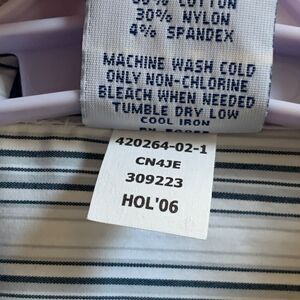 % COTTON
30% NYLON
4% SPANDEX
MACHINE WASH COLD
ONLY NON-CHLORINE
BLEACH WHEN NEEDED
TUMBLE DRY LOW
COOL IRON
420264-02-1
CN4JE
309223
HOL'06